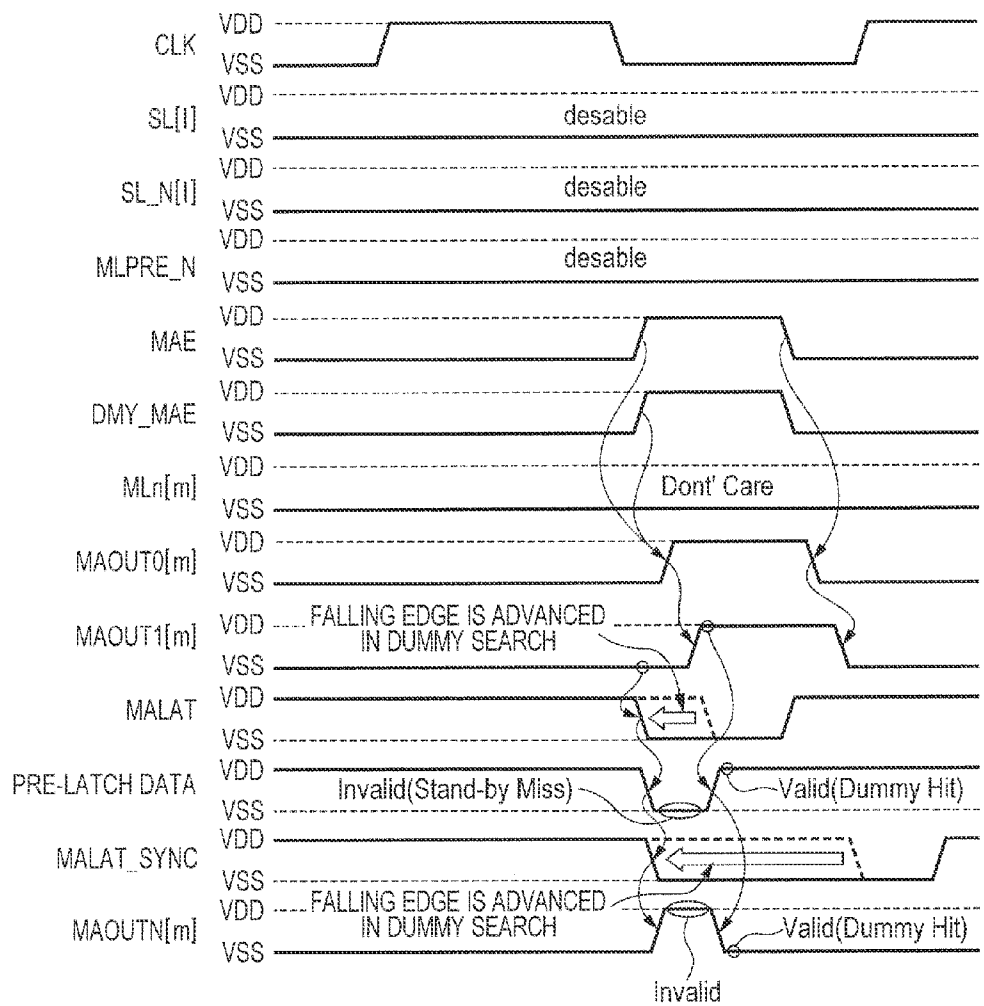 CLK VDD
VSS
SL[l] VDD
desable
VSS
SL_N[l] VDD
desable
VSS
MLPRE_N VDD
desable
VSS
MAE VDD
VSS
DMY_MAE VDD
VSS
MLn[m] VDD
Dont' Care
VSS
MAOUT0[m] VDD
VSS
MAOUT1[m] VDD
FALLING EDGE IS ADVANCED
IN DUMMY SEARCH
VSS
MALAT VDD
VSS
PRE-LATCH DATA VDD
Invalid(Stand-by Miss)
Valid(Dummy Hit)
VSS
MALAT_SYNC VDD
VSS
MAOUTN[m] VDD
FALLING EDGE IS ADVANCED
IN DUMMY SEARCH
Valid(Dummy Hit)
VSS
Invalid